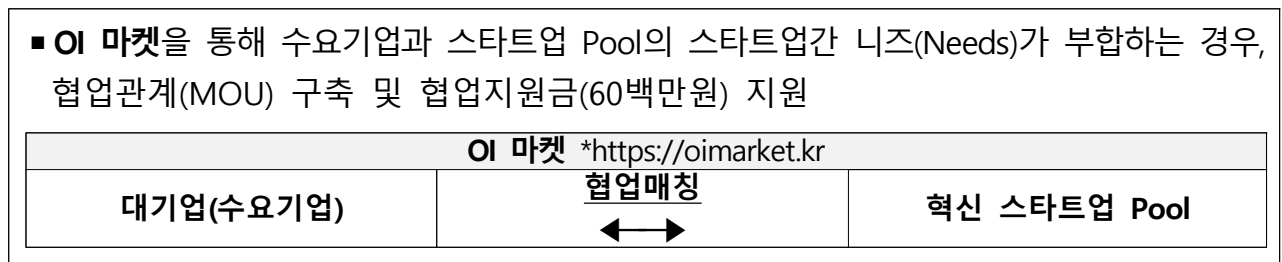 ▪ OI 마켓을 통해 수요기업과 스타트업 Pool의 스타트업간 니즈(Needs)가 부합하는 경우,
협업관계(MOU) 구축 및 협업지원금(60백만원) 지원
OI 마켓 *https://oimarket.kr
대기업(수요기업)
협업매칭
혁신 스타트업 Pool